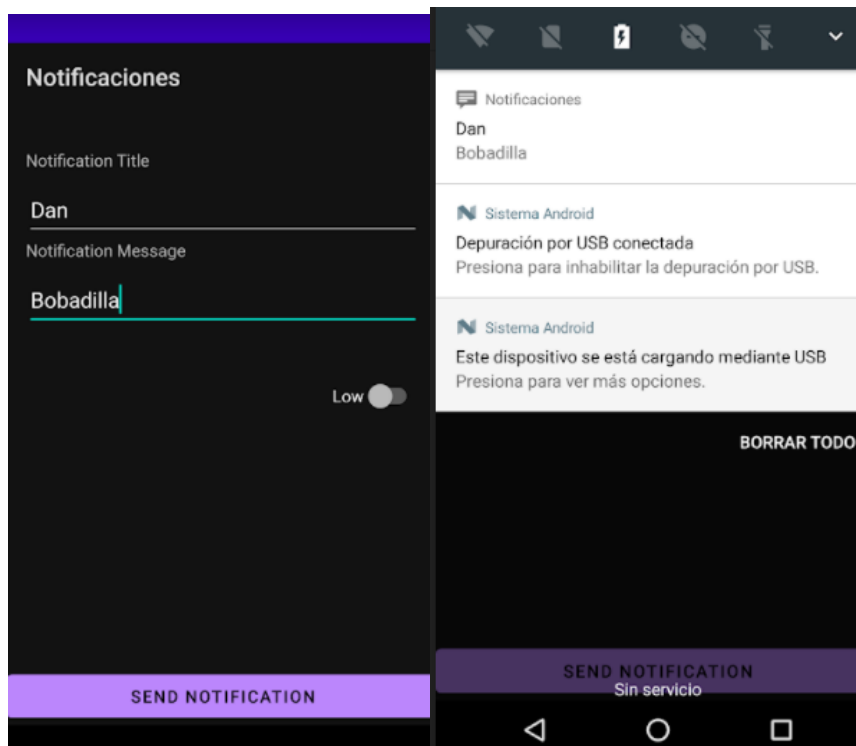 Notificaciones
Notification Title
Dan
Notification Message
Bobadilla
Low
SEND NOTIFICATION
Notificaciones
Dan
Bobadilla
Sistema Android
Depuración por USB conectada
Presiona para inhabilitar la depuración por USB.
Sistema Android
Este dispositivo se está cargando mediante USB
Presiona para ver más opciones.
BORRAR TODO
SEND NOTIFICATION
Sin servicio